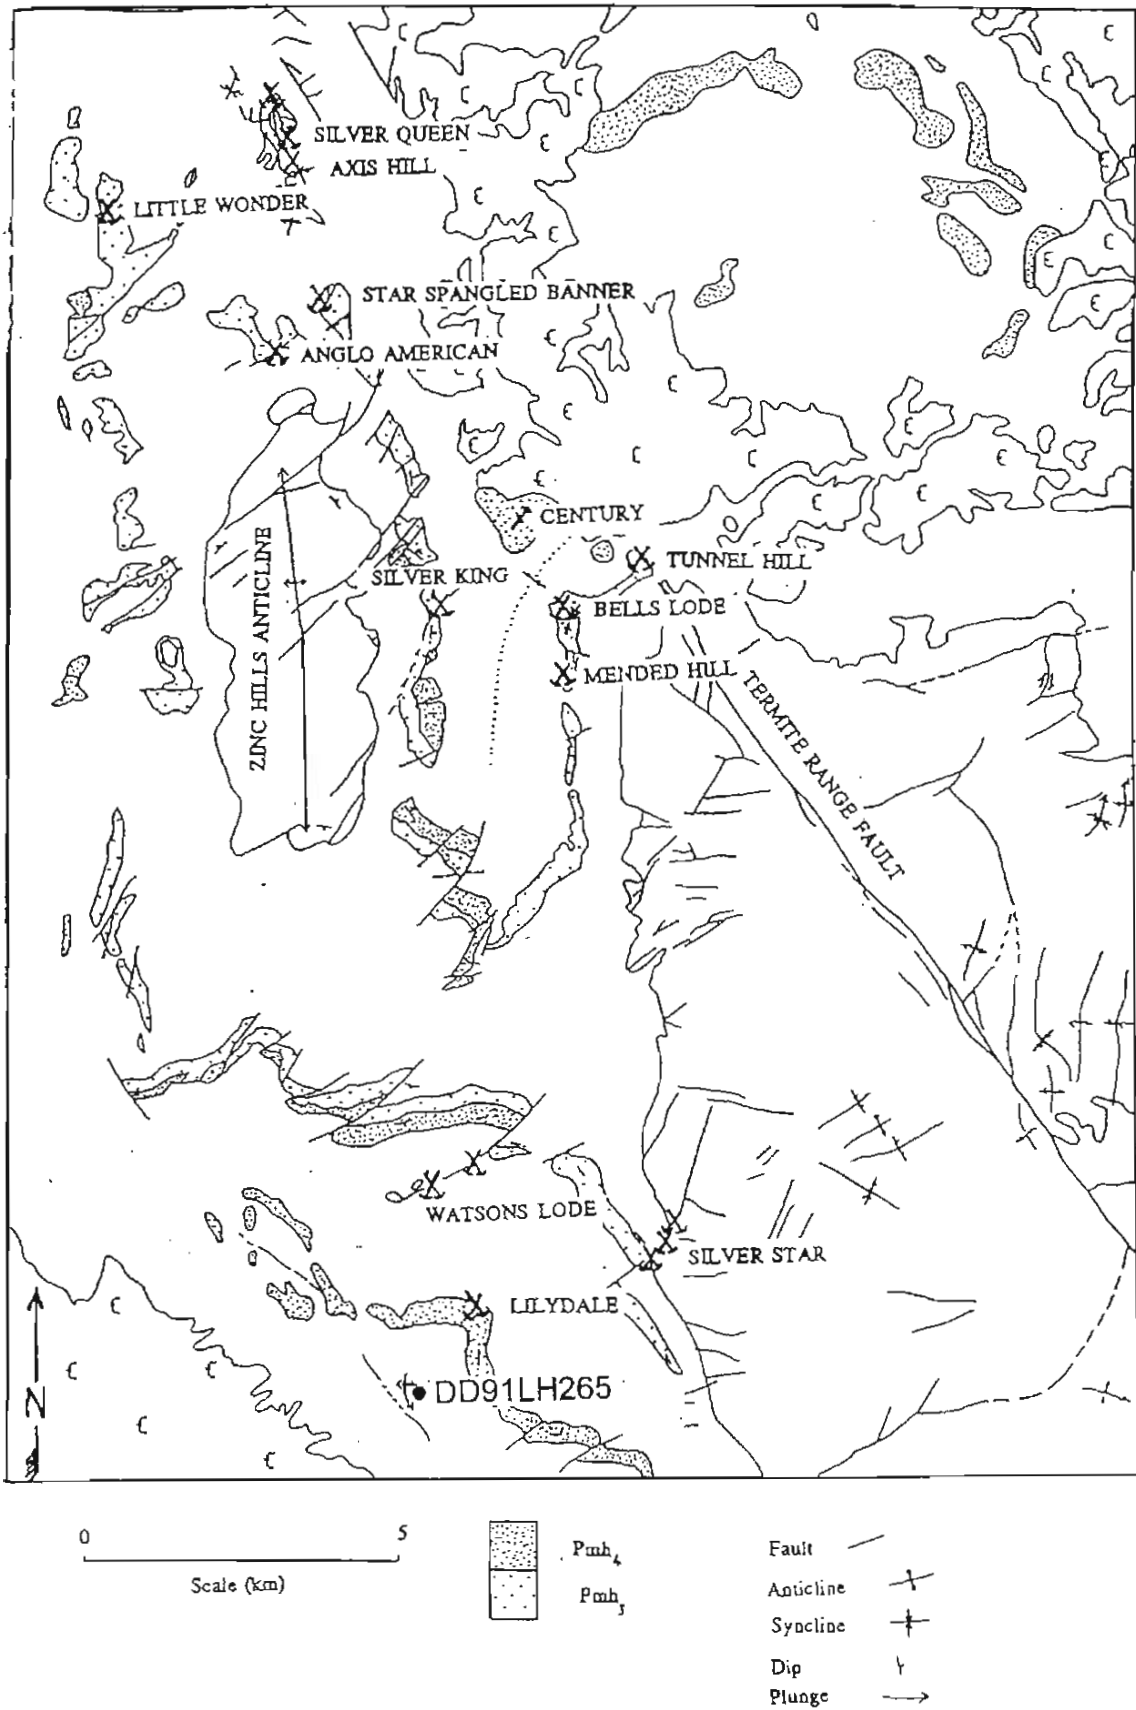 SILVER QUEEN
AXIS HILL
LITTLE WONDER
STAR SPANGLED BANNER
ANGLO AMERICAN
CENTURY
TUNNEL HILL
SILVER KING
BELLS LODE
MENDED HILL
ZINC HILLS ANTICLINE
TERMITE RANGE FAULT
WATSONS LODE
SILVER STAR
LILYDALE
DD91LH265
N
0 5
Scale (km)
Pmh4
Pmh5
Fault
Anticline
Syncline
Dip
Plunge